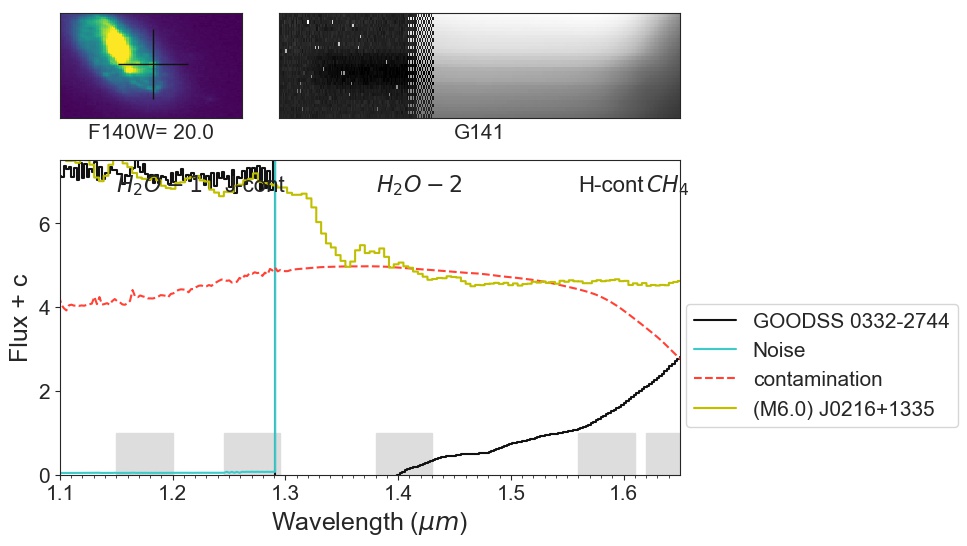 F140W= 20.0
G141
H₂O − 1
J-cont
H₂O − 2
H-cont
CH₄
6
4
2
0
1.1
1.2
1.3
1.4
1.5
1.6
Flux + c
Wavelength (μm)
GOODSS 0332-2744
Noise
contamination
(M6.0) J0216+1335